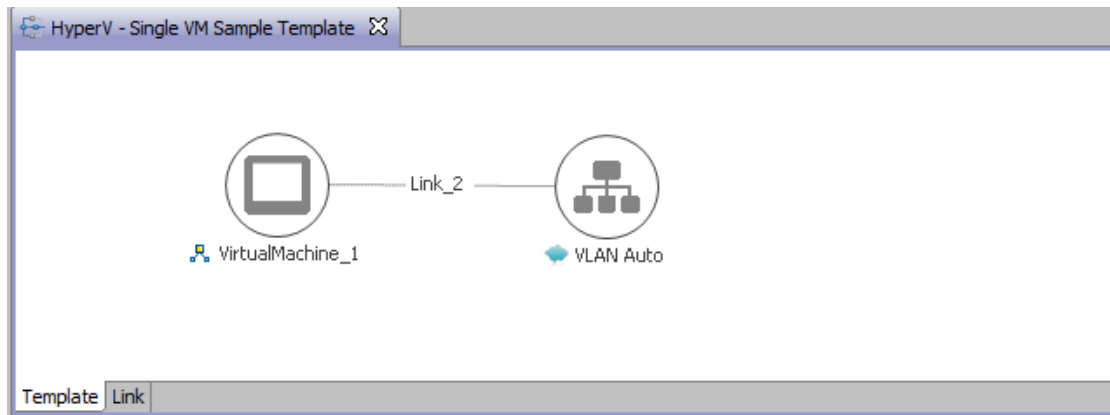 HyperV - Single VM Sample Template
Link_2
VirtualMachine_1
VLAN Auto
Template
Link